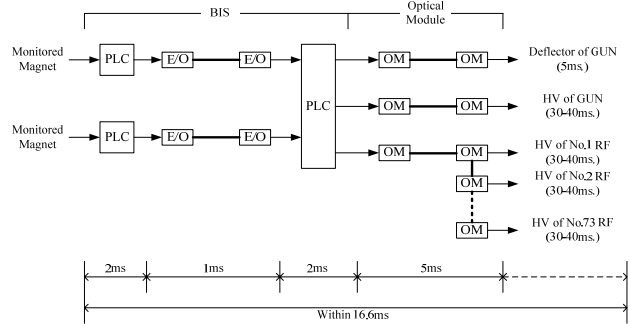 BIS
Optical
Module
Monitored
Magnet
PLC
E/O
E/O
PLC
OM
OM
Deflector of GUN
(5ms.)
OM
OM
HV of GUN
(30-40ms.)
Monitored
Magnet
PLC
E/O
E/O
OM
OM
HV of No.1 RF
(30-40ms.)
OM
HV of No.2 RF
(30-40ms.)
OM
HV of No.73 RF
(30-40ms.)
2ms
1ms
2ms
5ms
Within 16.6ms